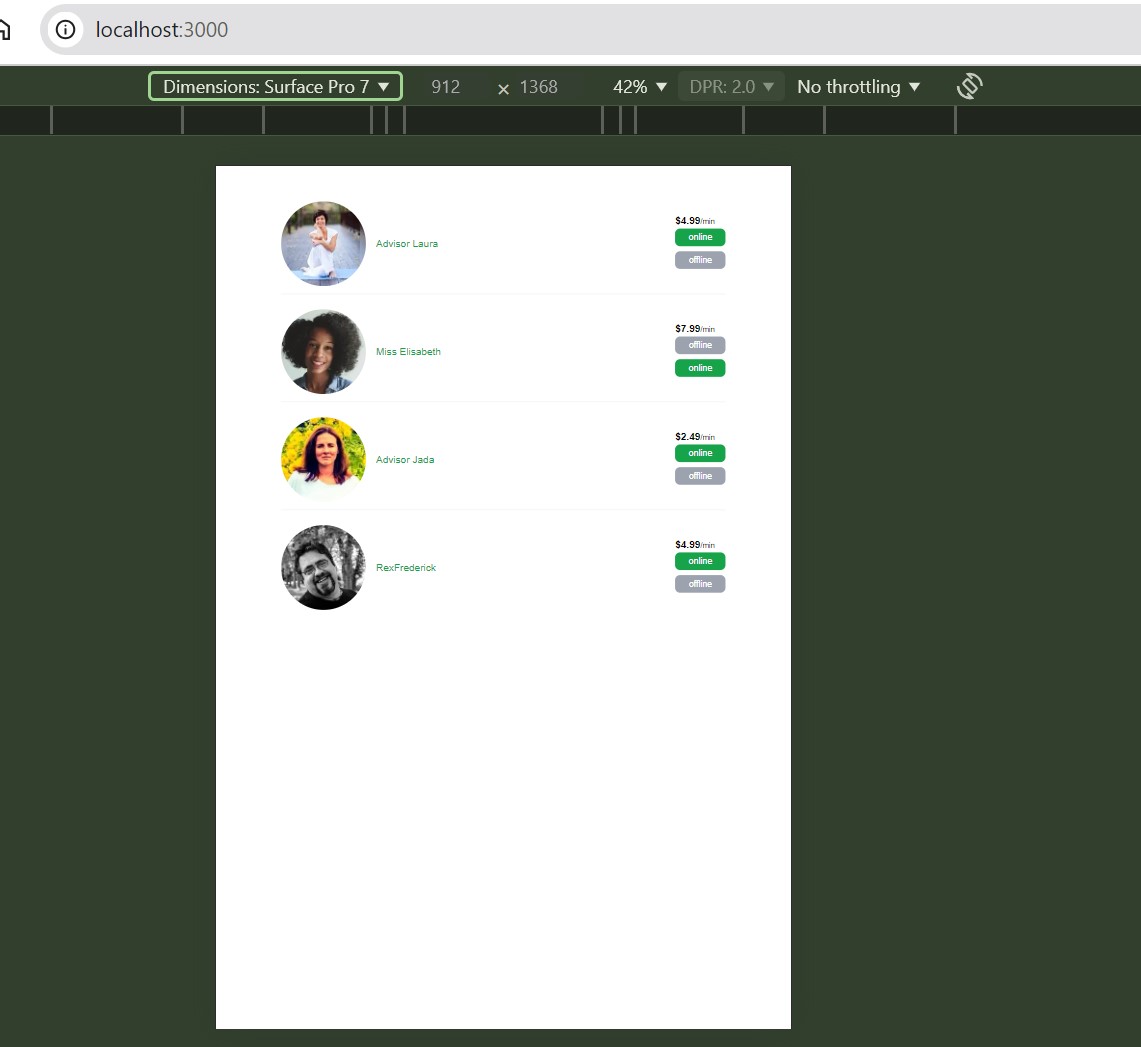 localhost:3000
Dimensions: Surface Pro 7 ▼ 912 × 1368 42% ▼ DPR: 2.0 ▼ No throttling ▼
$4.99/min
online
Advisor Laura
offline
$7.99/min
offline
Miss Elisabeth
online
$2.49/min
online
Advisor Jada
offline
$4.99/min
online
RexFrederick
offline